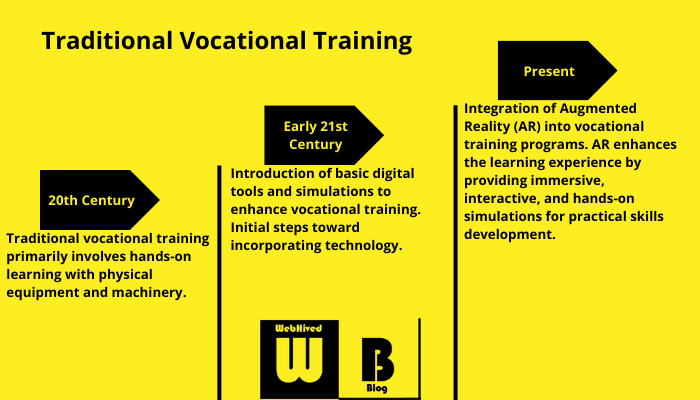 Traditional Vocational Training
20th Century
Traditional vocational training
primarily involves hands-on
learning with physical
equipment and machinery.
Early 21st
Century
Introduction of basic digital
tools and simulations to
enhance vocational training.
Initial steps toward
incorporating technology.
Present
Integration of Augmented
Reality (AR) into vocational
training programs. AR enhances
the learning experience by
providing immersive,
interactive, and hands-on
simulations for practical skills
development.
WebHived
W
B
Blog